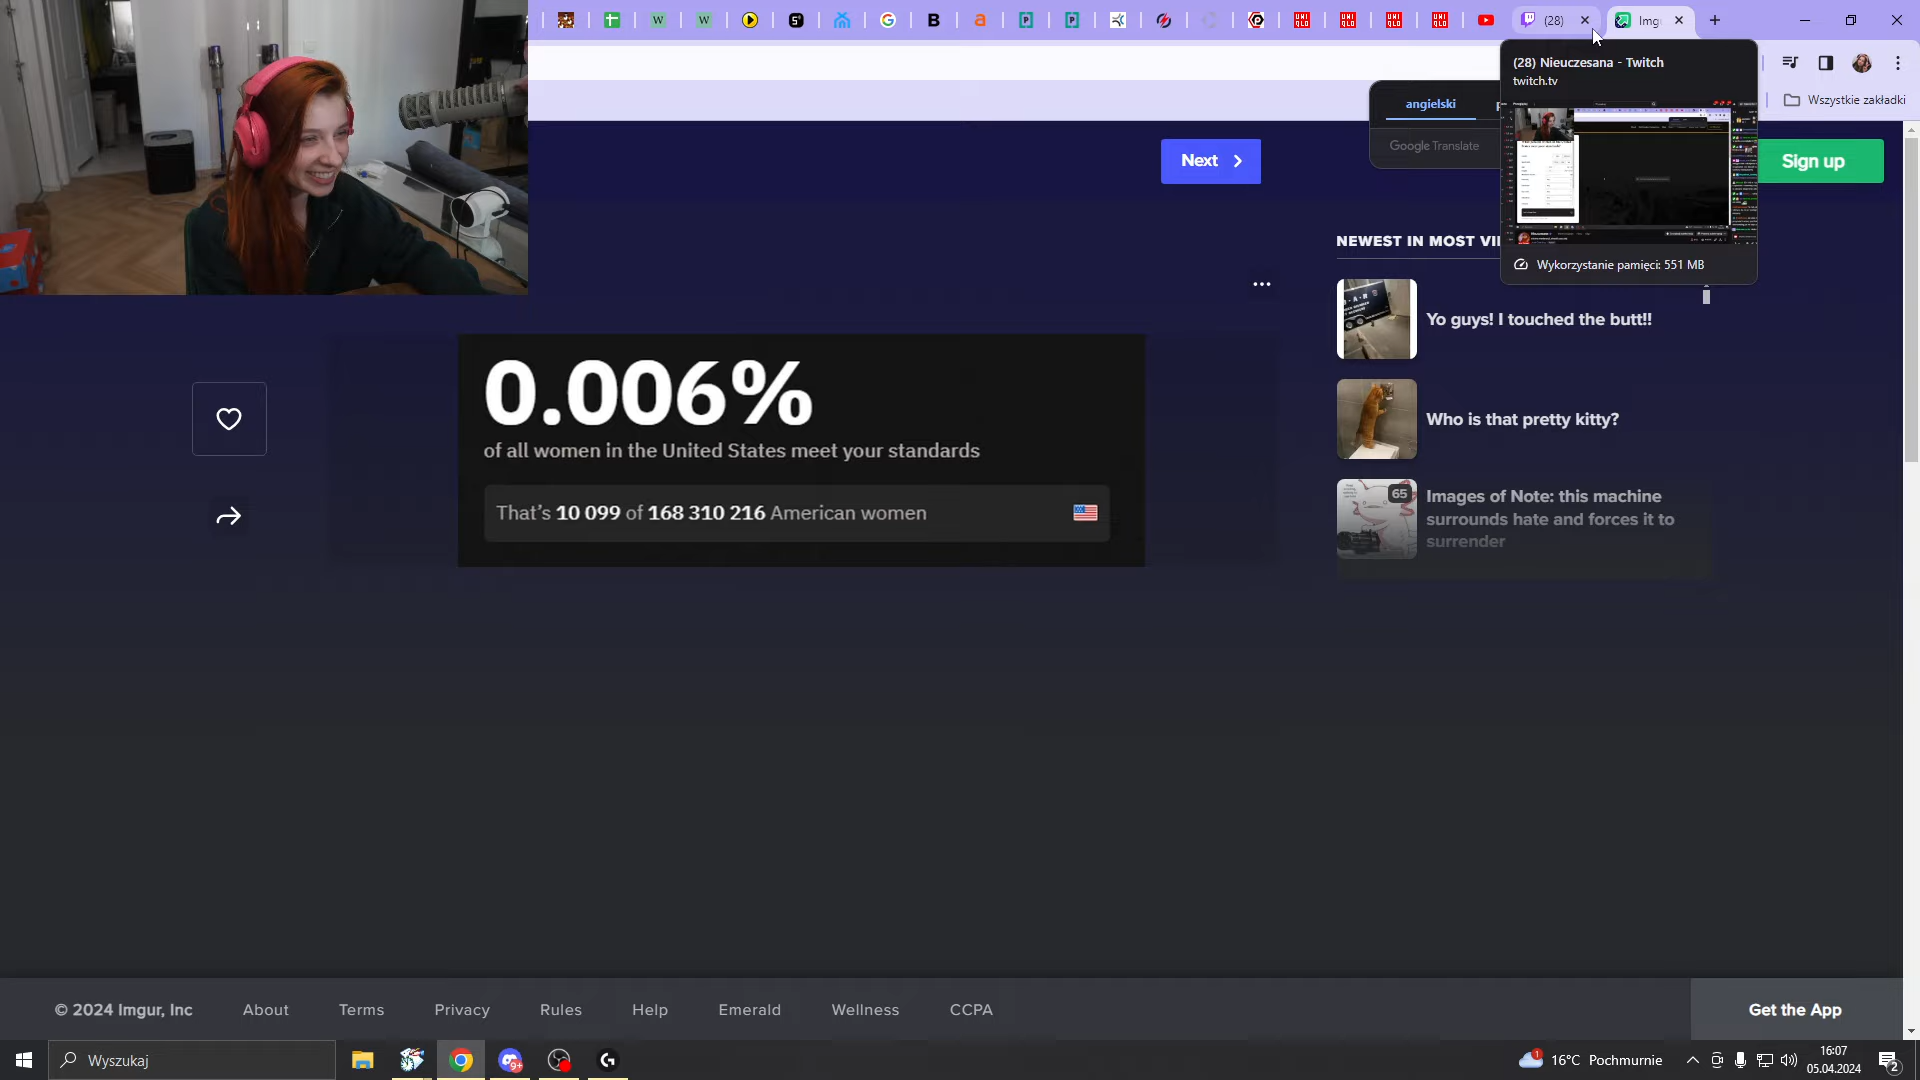 (28)
Img
(28) Nieuczesana - Twitch
twitch.tv
Wykorzystanie pamięci: 551 MB
Wszystkie zakładki
angielski
Google Translate
Next
Sign up
NEWEST IN MOST
Yo guys! I touched the butt!!
Who is that pretty kitty?
65
Images of Note: this machine
surrounds hate and forces it to
surrender
0.006%
of all women in the United States meet your standards
That's 10 099 of 168 310 216 American women
© 2024 Imgur, Inc
About
Terms
Privacy
Rules
Help
Emerald
Wellness
CCPA
Get the App
Wyszukaj
9+
1
16°C Pochmurnie
16:07
05.04.2024
2